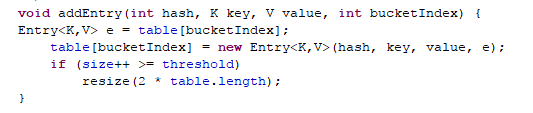 void addEntry(int hash, K key, V value, int bucketIndex) {
Entry<K,V> e = table[bucketIndex];
    table[bucketIndex] = new Entry<K,V>(hash, key, value, e);
    if (size++ >= threshold)
        resize(2 * table.length);
}